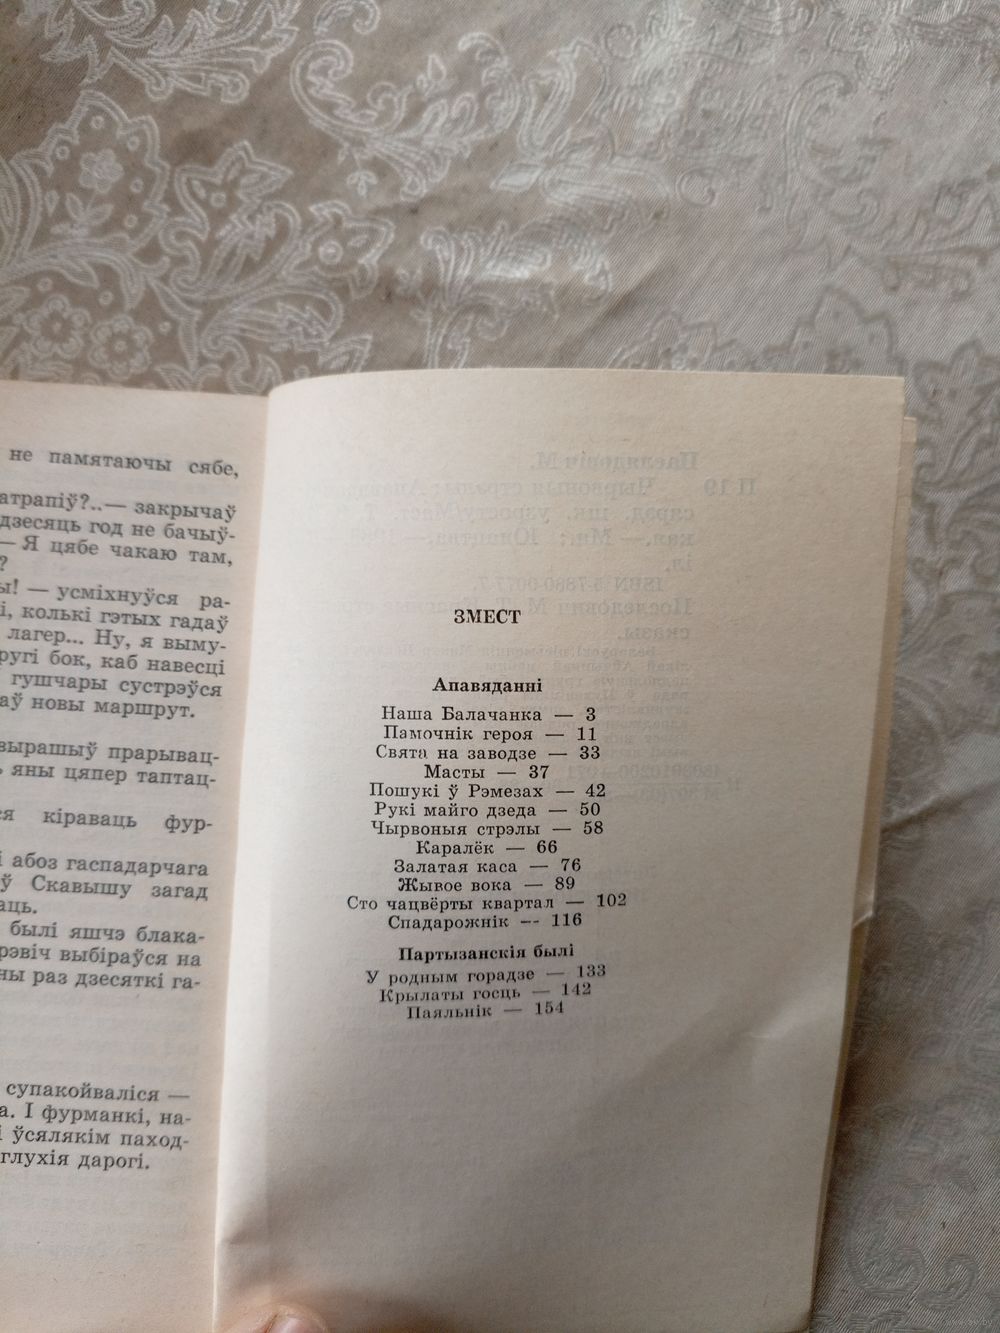 не памятаючы сябе,
атрапіў?..— закрычаў
дзесяць год не бачыў-
— Я цябе чакаю там,
?
ы! — усміхнуўся ра-
і, колькі гэтых гадаў
лагер... Ну, я выму-
ругі бок, каб навесці
гушчары сустрэўся
аў новы маршрут.
вырашыў прарывац-
ь яны цяпер таптац-
ся кіраваць фур-
і абоз гаспадарчага
ў Скавышу загад
аць.
былі яшчэ блака-
рэвіч выбіраўся на
ны раз дзесяткі га-
супакойваліся —
а. І фурманкі, на-
і ўсялякім паход-
глухія дарогі.
ЗМЕСТ
Апавяданні
Наша Балачанка — 3
Памочнік героя — 11
Свята на заводзе — 33
Масты — 37
Пошукі ў Рэмезах — 42
Рукі майго дзеда — 50
Чырвоныя стрэлы — 58
Каралёк — 66
Залатая каса — 76
Жывое вока — 89
Сто чацвёрты квартал — 102
Спадарожнік — 116
Партызанскія былі
У родным горадзе — 133
Крылаты госць — 142
Паяльнік — 154